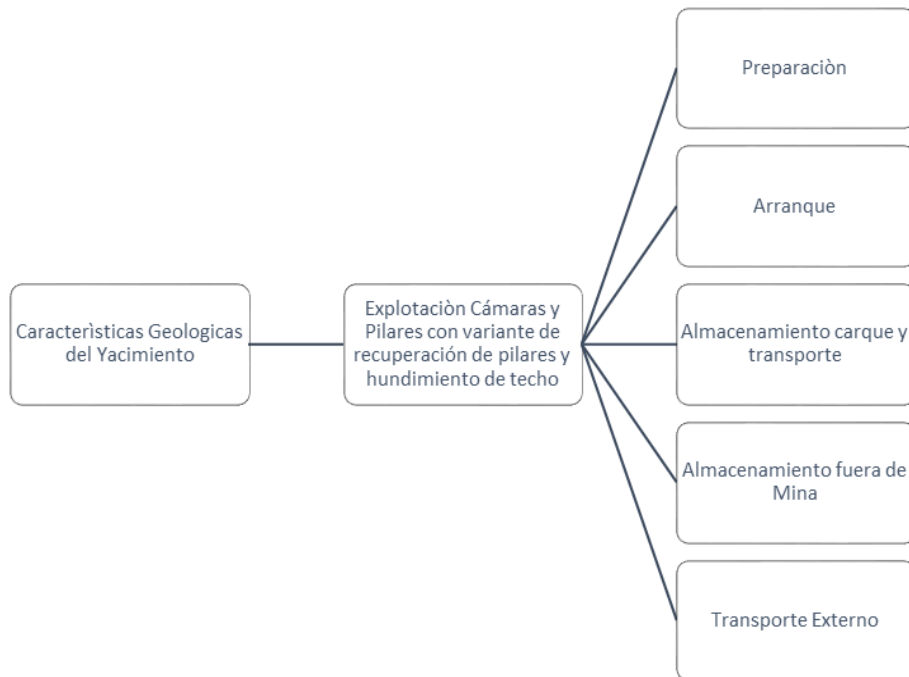 Preparaciòn
Arranque
Caracterìsticas Geologicas
del Yacimiento
Explotaciòn Cámaras y
Pilares con variante de
recuperación de pilares y
hundimiento de techo
Almacenamiento carque y
transporte
Almacenamiento fuera de
Mina
Transporte Externo